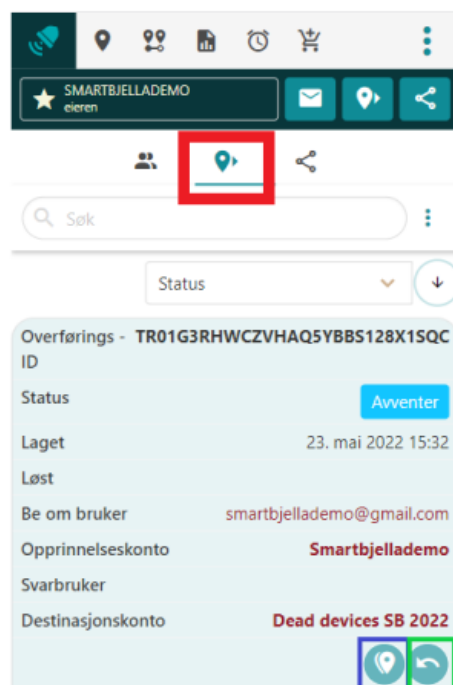 SMARTBJELLADEMO
eieren
Søk
Status
Overførings - TR01G3RHWCZVHAQ5YBBS128X1SQC
ID
Status Avventer
Laget 23. mai 2022 15:32
Løst
Be om bruker smartbjellademo@gmail.com
Opprinnelseskonto Smartbjellademo
Svarbruker
Destinasjonskonto Dead devices SB 2022